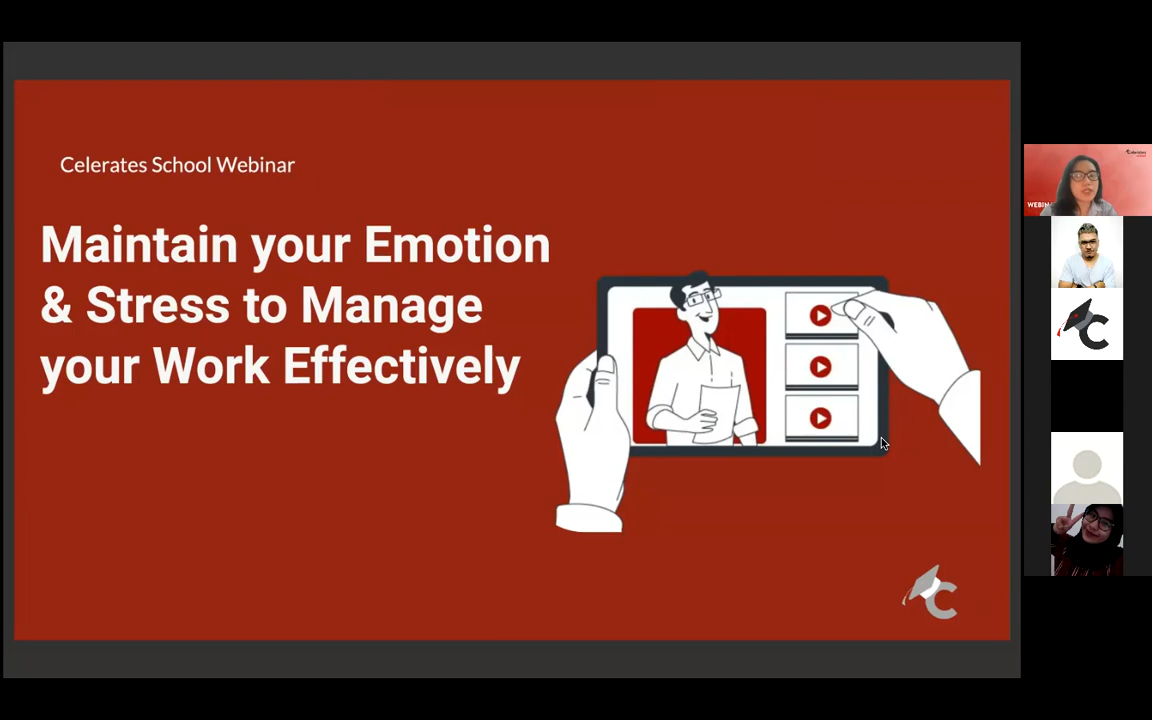 Celerates School Webinar
Maintain your Emotion
& Stress to Manage
your Work Effectively